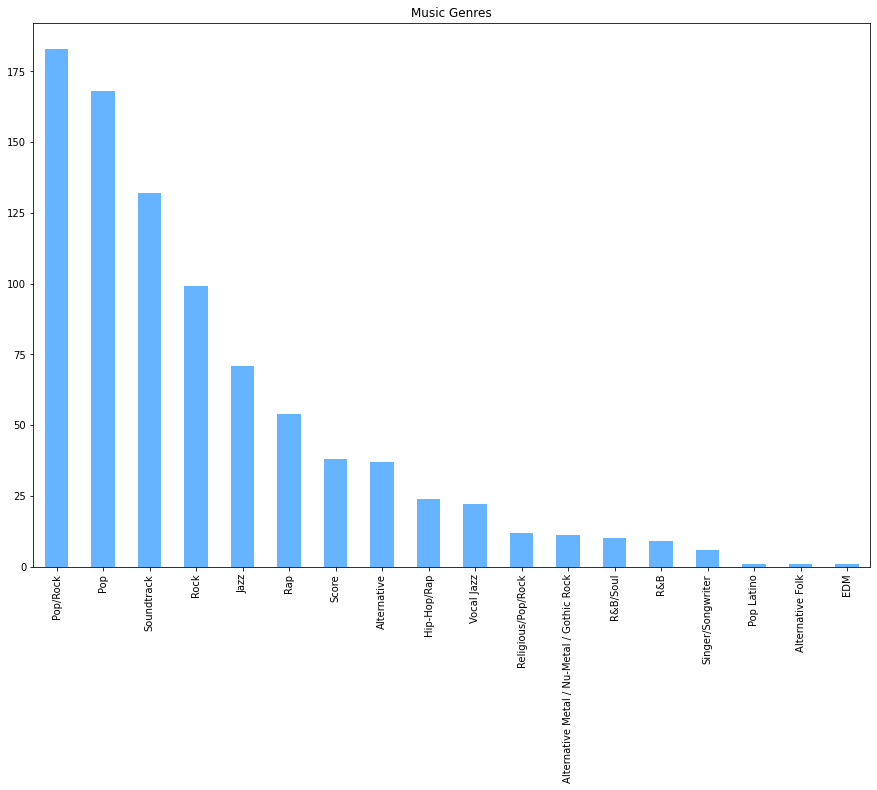 Music Genres
175
150
125
100
75
50
25
0
Pop/Rock
Pop
Soundtrack
Rock
Jazz
Rap
Score
Alternative
Hip-Hop/Rap
Vocal Jazz
Religious/Pop/Rock
Alternative Metal / Nu-Metal / Gothic Rock
R&B/Soul
R&B
Singer/Songwriter
Pop Latino
Alternative Folk
EDM